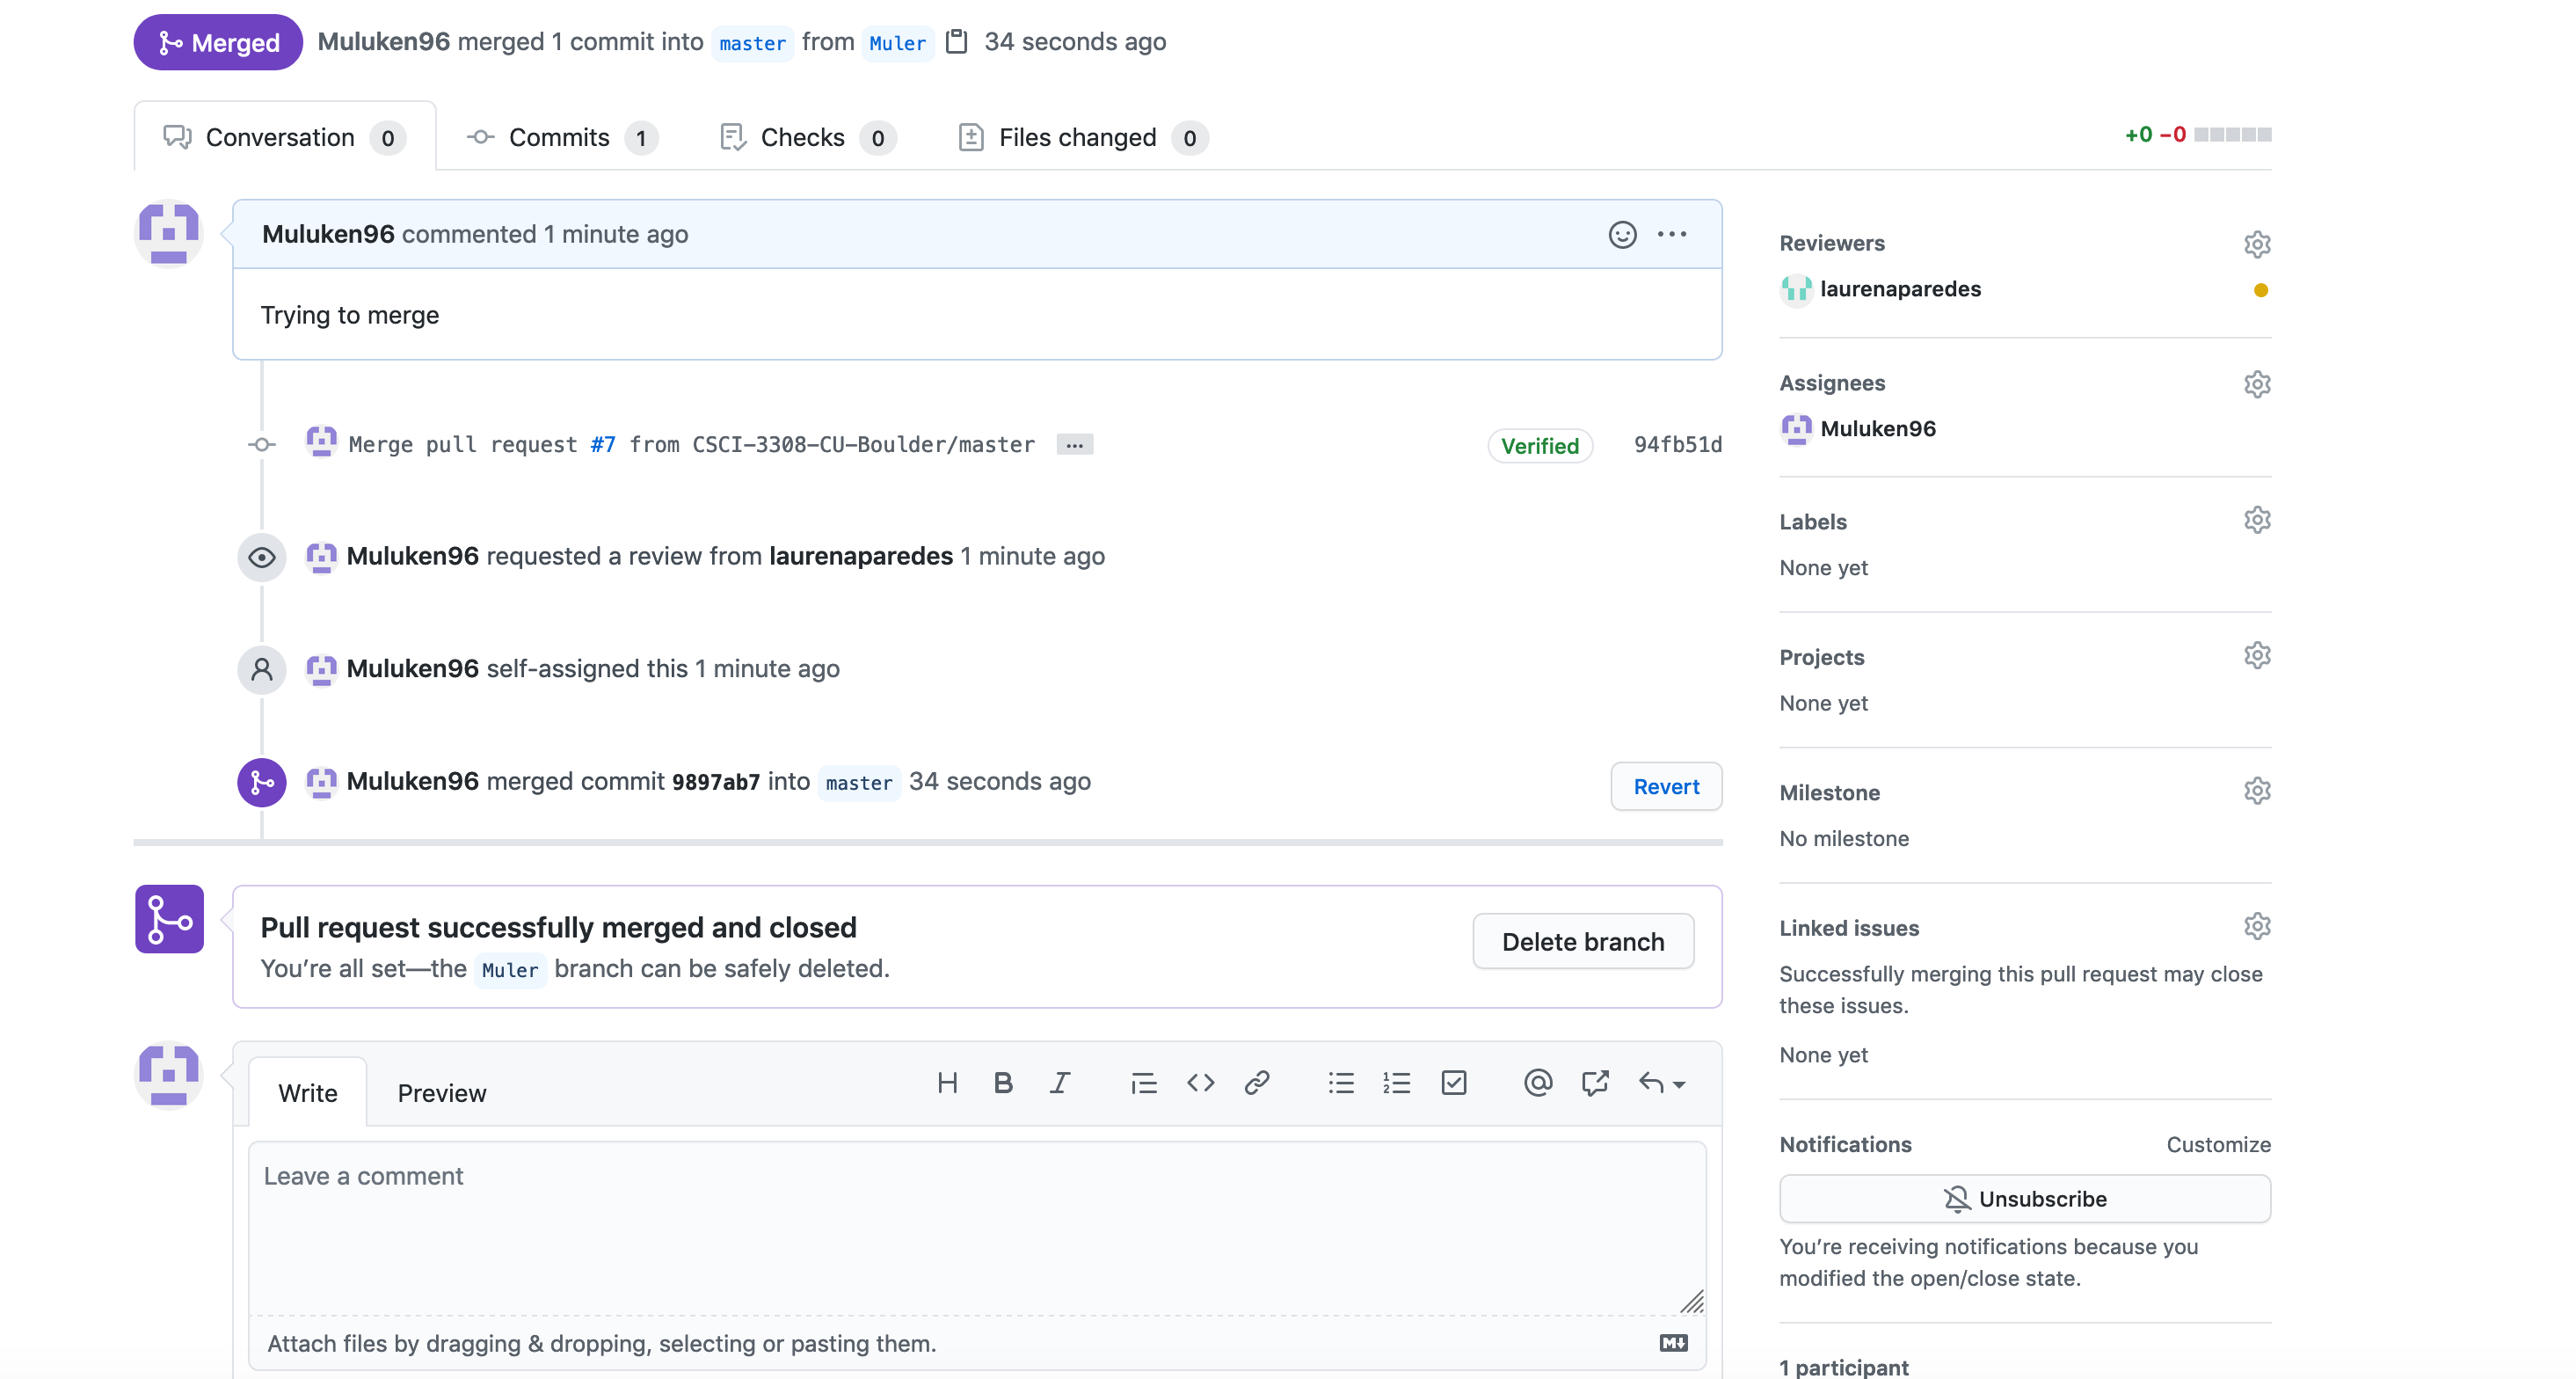 Merged Muluken96 merged 1 commit into master from Muler 34 seconds ago
Conversation 0 Commits 1 Checks 0 Files changed 0 +0 −0
Muluken96 commented 1 minute ago
Trying to merge
Merge pull request #7 from CSCI-3308-CU-Boulder/master ... Verified 94fb51d
Muluken96 requested a review from laurenaparedes 1 minute ago
Muluken96 self-assigned this 1 minute ago
Muluken96 merged commit 9897ab7 into master 34 seconds ago Revert
Pull request successfully merged and closed
You're all set—the Muler branch can be safely deleted.
Delete branch
Write Preview
Leave a comment
Attach files by dragging & dropping, selecting or pasting them.
Reviewers
laurenaparedes
Assignees
Muluken96
Labels
None yet
Projects
None yet
Milestone
No milestone
Linked issues
Successfully merging this pull request may close
these issues.
None yet
Notifications Customize
Unsubscribe
You're receiving notifications because you
modified the open/close state.
1 participant